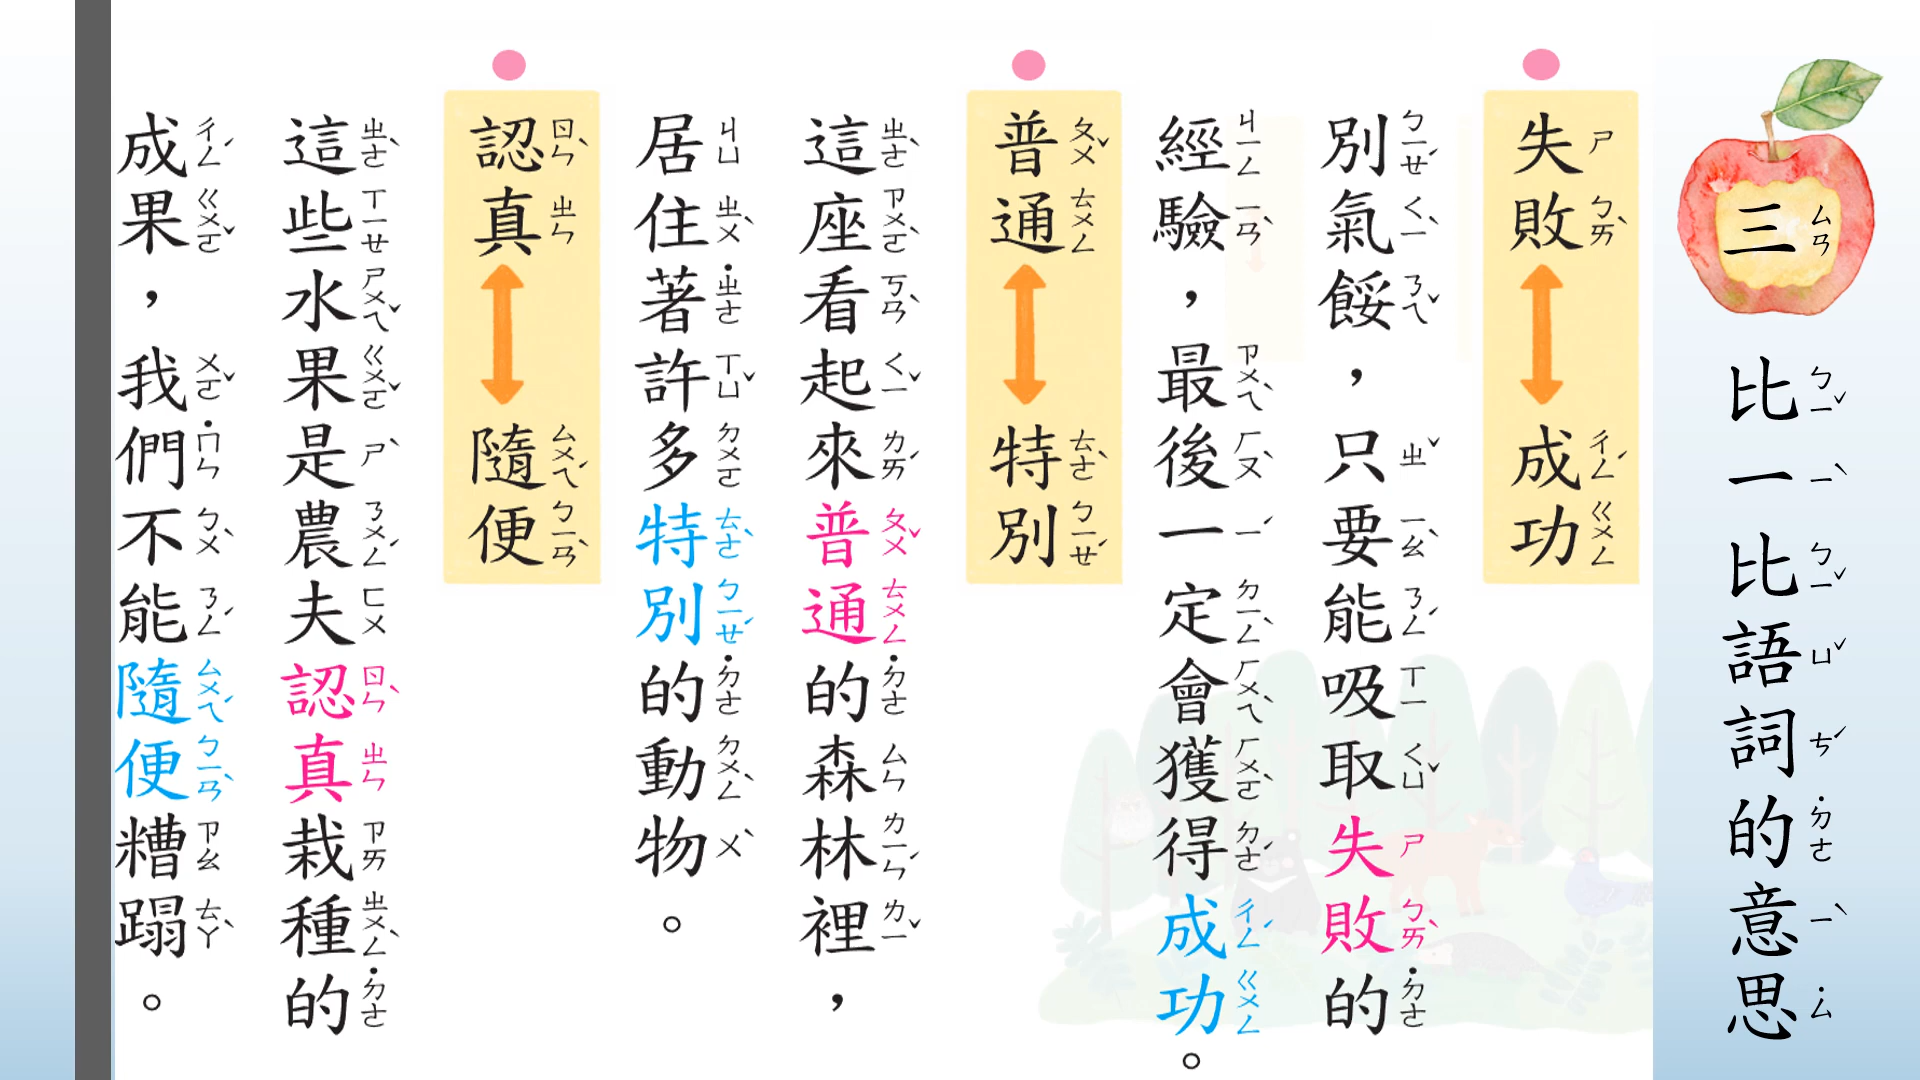 三 比一比語詞的意思
失敗 成功
別氣餒，只要能吸取失敗的
經驗，最後一定會獲得成功。
普通 特別
這座看起來普通的森林裡，
居住著許多特別的動物。
認真 隨便
這些水果是農夫認真栽種的
成果，我們不能隨便糟蹋。